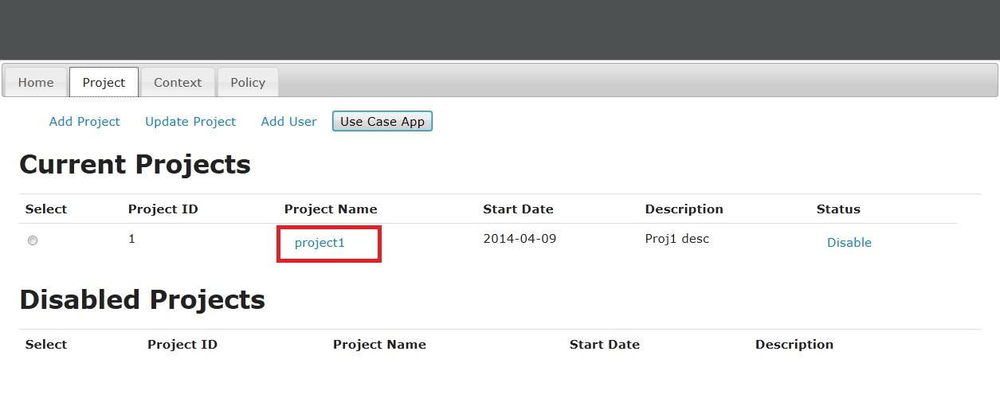 Home Project Context Policy
Add Project Update Project Add User Use Case App
Current Projects
Select Project ID Project Name Start Date Description Status
1 project1 2014-04-09 Proj1 desc Disable
Disabled Projects
Select Project ID Project Name Start Date Description